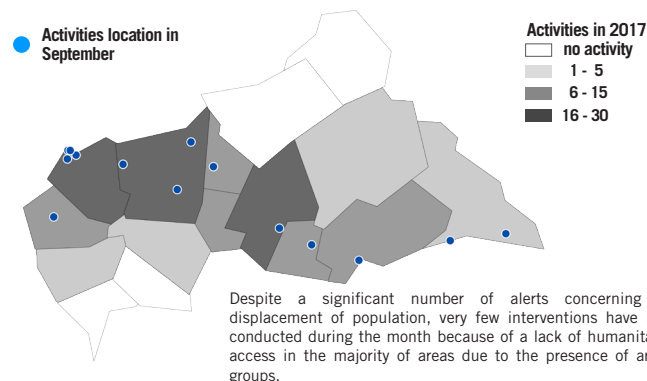 Activities location in
September
Activities in 2017
no activity
1 - 5
6 - 15
16 - 30
Despite a significant number of alerts concerning
displacement of population, very few interventions have
conducted during the month because of a lack of
access in the majority of areas due to the presence of
groups.